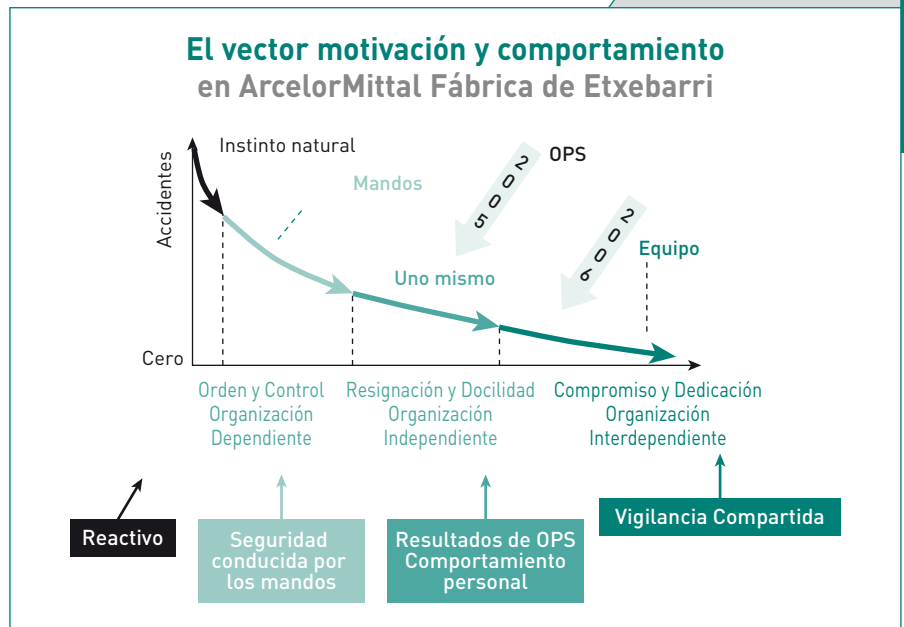 El vector motivación y comportamiento
en ArcelorMittal Fábrica de Etxebarri
Accidentes
Instinto natural
Mandos
2005
OPS
2006
Uno mismo
Equipo
Cero
Orden y Control
Organización
Dependiente
Resignación y Docilidad
Organización
Independiente
Compromiso y Dedicación
Organización
Interdependiente
Reactivo
Seguridad
conducida por
los mandos
Resultados de OPS
Comportamiento
personal
Vigilancia Compartida